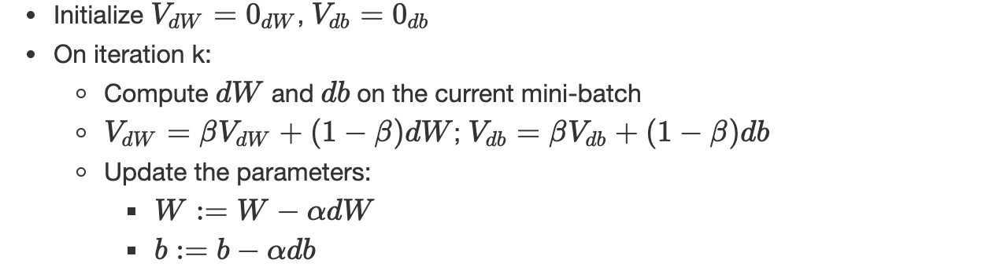 • Initialize $V_{dW} = 0_{dW}, V_{db} = 0_{db}$
• On iteration k:
◦ Compute $dW$ and $db$ on the current mini-batch
◦ $V_{dW} = \beta V_{dW} + (1 - \beta)dW; V_{db} = \beta V_{db} + (1 - \beta)db$
◦ Update the parameters:
▪ $W := W - \alpha dW$
▪ $b := b - \alpha db$